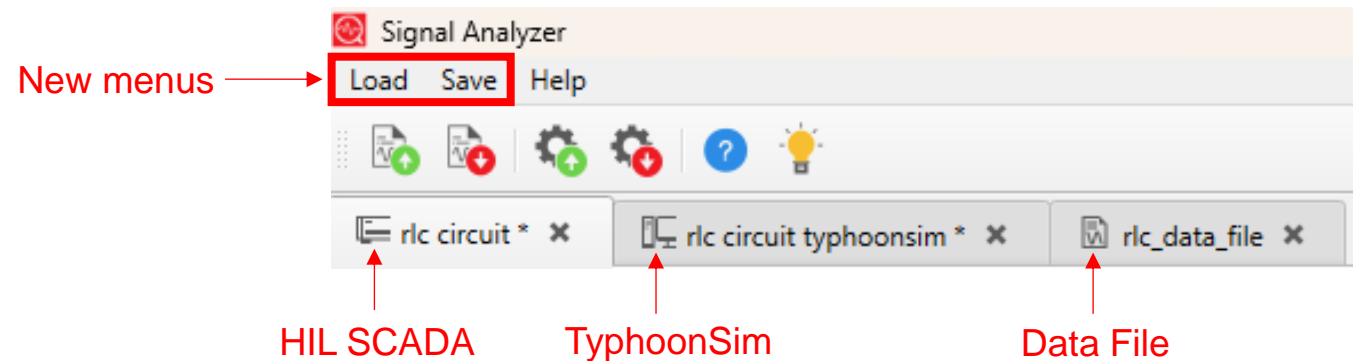 Signal Analyzer
New menus
Load Save Help
?
rlc circuit * ✖ rlc circuit typhoonsim * ✖ rlc_data_file ✖
HIL SCADA TyphoonSim Data File